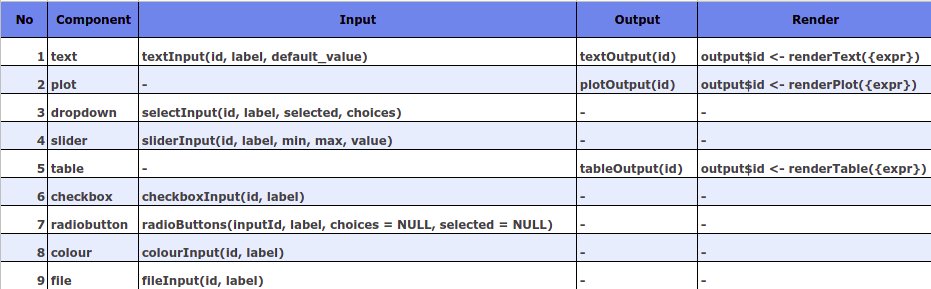 No Component Input Output Render
1 text textInput(id, label, default_value) textOutput(id) output$id <- renderText({expr})
2 plot - plotOutput(id) output$id <- renderPlot({expr})
3 dropdown selectInput(id, label, selected, choices) - -
4 slider sliderInput(id, label, min, max, value) - -
5 table - tableOutput(id) output$id <- renderTable({expr})
6 checkbox checkboxInput(id, label) - -
7 radiobutton radioButtons(inputId, label, choices = NULL, selected = NULL) - -
8 colour colourInput(id, label) - -
9 file fileInput(id, label) - -